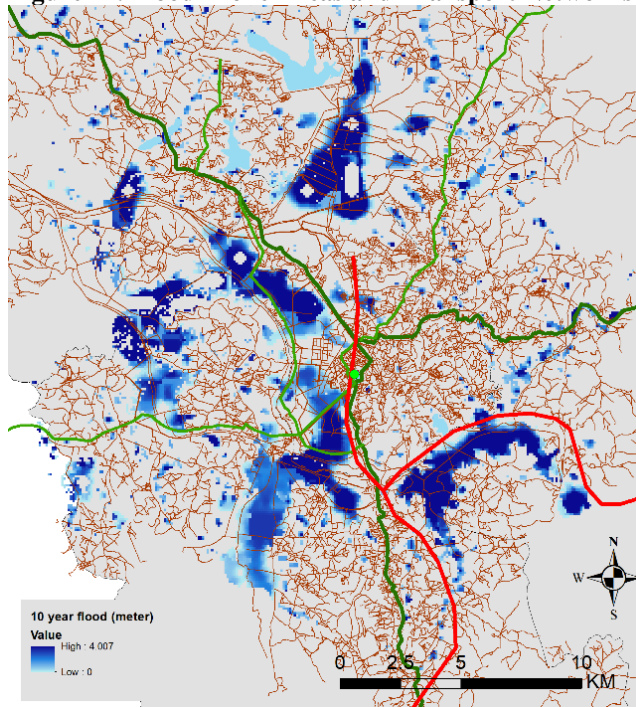 N
W
E
S
10 year flood (meter)
Value
High : 4.007
Low : 0
0 2.5 5 10
KM